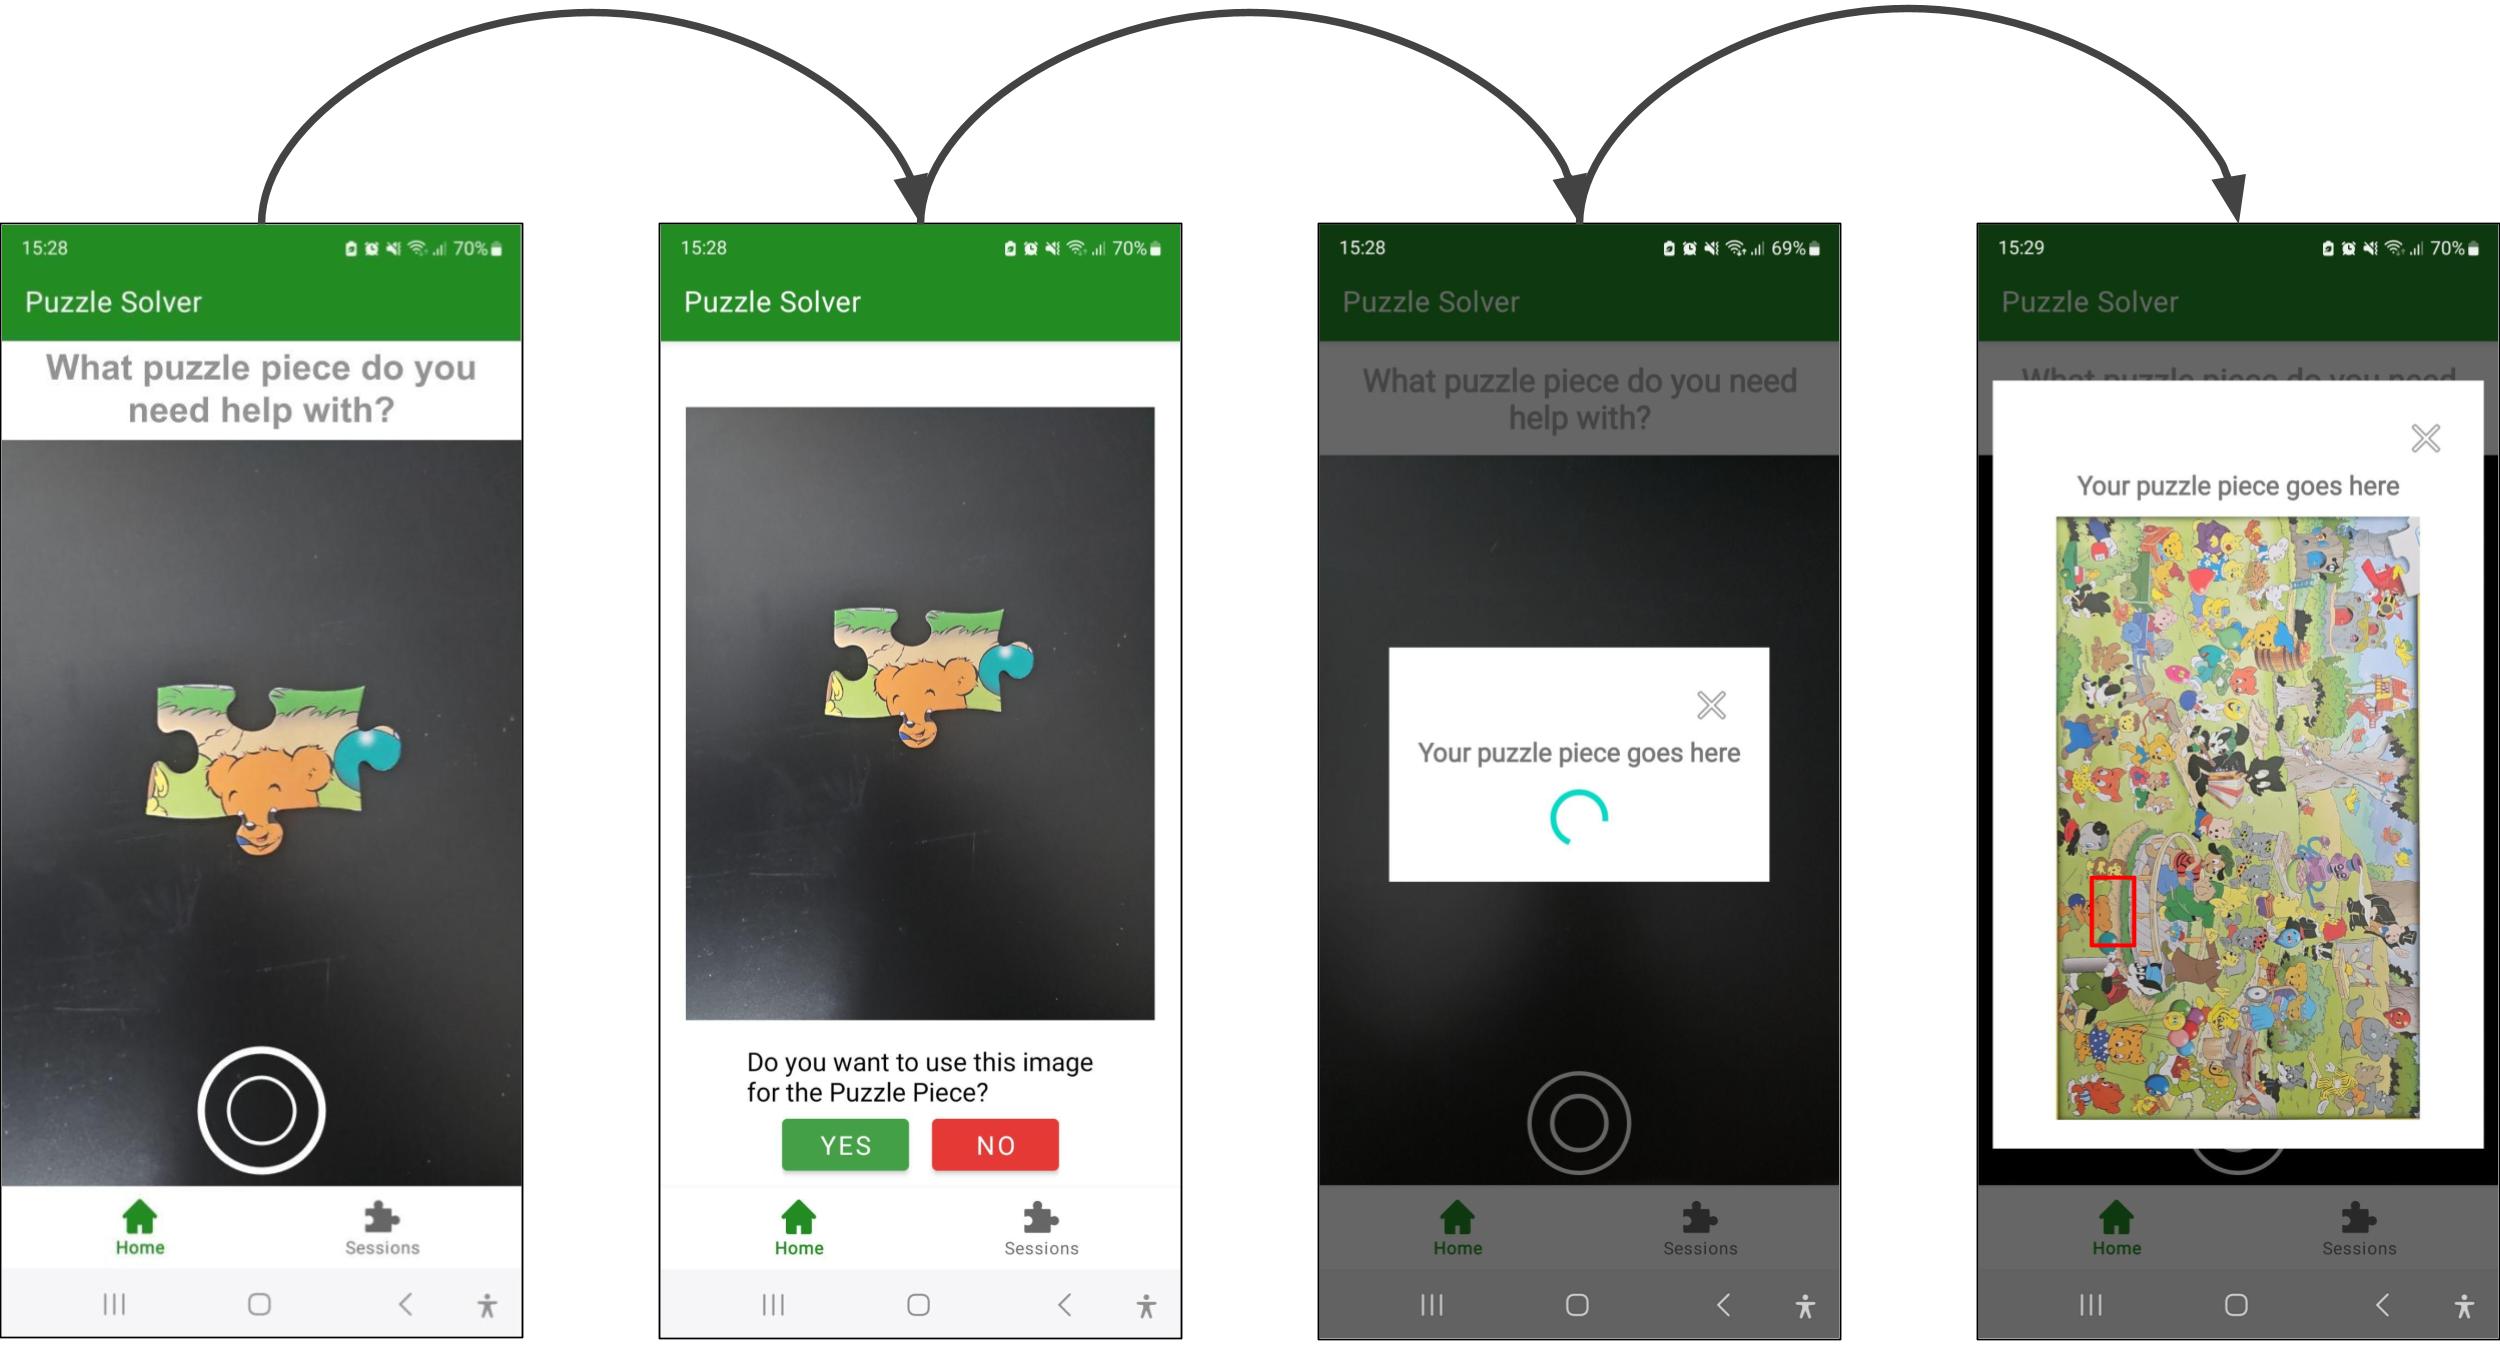 15:28
70%
Puzzle Solver
What puzzle piece do you
need help with?
Home
Sessions
15:28
70%
Puzzle Solver
Do you want to use this image
for the Puzzle Piece?
YES
NO
Home
Sessions
15:28
69%
Puzzle Solver
What puzzle piece do you need
help with?
Your puzzle piece goes here
Home
Sessions
15:29
70%
Puzzle Solver
What puzzle piece do you need
Your puzzle piece goes here
Home
Sessions